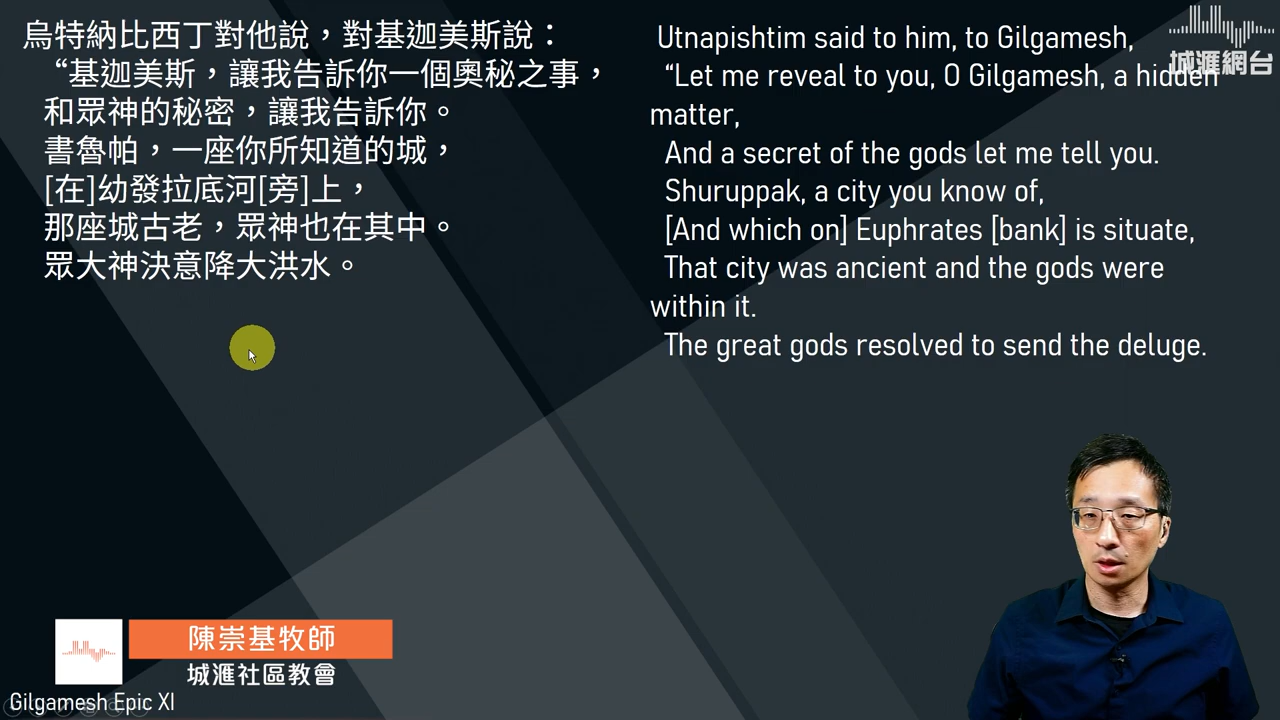 烏特納比西丁對他說，對基迦美斯說：
“基迦美斯，讓我告訴你一個奧秘之事，
和眾神的秘密，讓我告訴你。
書魯帕，一座你所知道的城，
[在]幼發拉底河[旁]上，
那座城古老，眾神也在其中。
眾大神決意降大洪水。
Utnapishtim said to him, to Gilgamesh,
“Let me reveal to you, O Gilgamesh, a hidden
matter,
And a secret of the gods let me tell you.
Shuruppak, a city you know of,
[And which on] Euphrates [bank] is situate,
That city was ancient and the gods were
within it.
The great gods resolved to send the deluge.
城滙網台
陳崇基牧師
城滙社區教會
Gilgamesh Epic XI